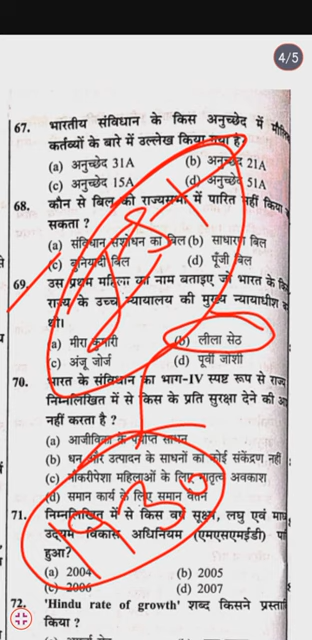 4/5
67. भारतीय संविधान के किस अनुच्छेद में
कर्तव्यों के बारे में उल्लेख किया गया है?
(a) अनुच्छेद 31A (b) अनुच्छेद 21A
(c) अनुच्छेद 15A (d) अनुच्छेद 51A
68. कौन से बिल को राज्यसभा में पारित नहीं किया
सकता ?
(a) संविधान संशोधन का बिल (b) साधारण बिल
(c) बुनियादी बिल (d) पूँजी बिल
69. उस प्रथम महिला का नाम बताइए जो भारत के
राज्य के उच्च न्यायालय की मुख्य न्यायाधीश
थी।
(a) मीरा कुमारी (b) लीला सेठ
(c) अंजू जोर्ज (d) पूर्वी जोशी
70. भारत के संविधान का भाग-IV स्पष्ट रूप से
निम्नलिखित में से किस के प्रति सुरक्षा देने की
नहीं करता है ?
(a) आजीविका के पर्याप्त साधन
(b) धन और उत्पादन के साधनों का कोई संकेंद्रण नहीं
(c) नौकरीपेशा महिलाओं के लिए मातृत्व अवकाश
(d) समान कार्य के लिए समान वेतन
71. निम्नलिखित में से किस वर्ष सूक्ष्म, लघु एवं
उद्यम विकास अधिनियम (एमएसएमईडी)
हुआ?
(a) 2004 (b) 2005
(c) 2006 (d) 2007
72. 'Hindu rate of growth' शब्द किसने
किया ?